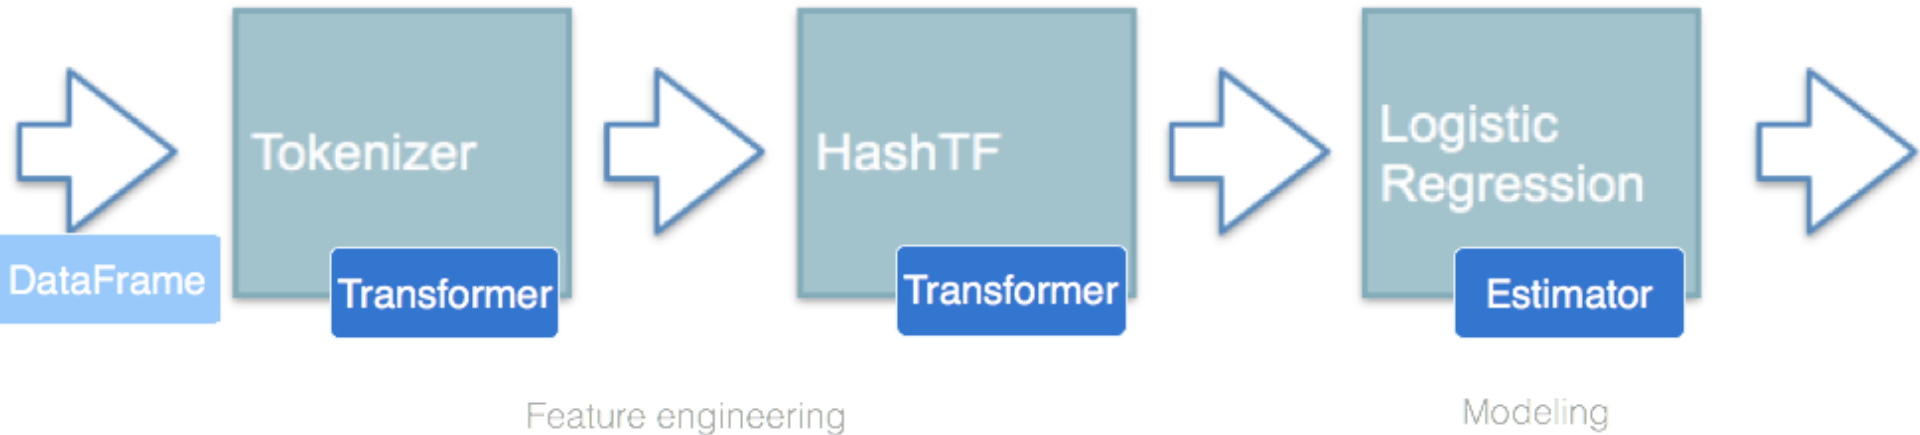 Tokenizer
HashTF
Logistic
Regression
DataFrame
Transformer
Transformer
Estimator
Feature engineering
Modeling